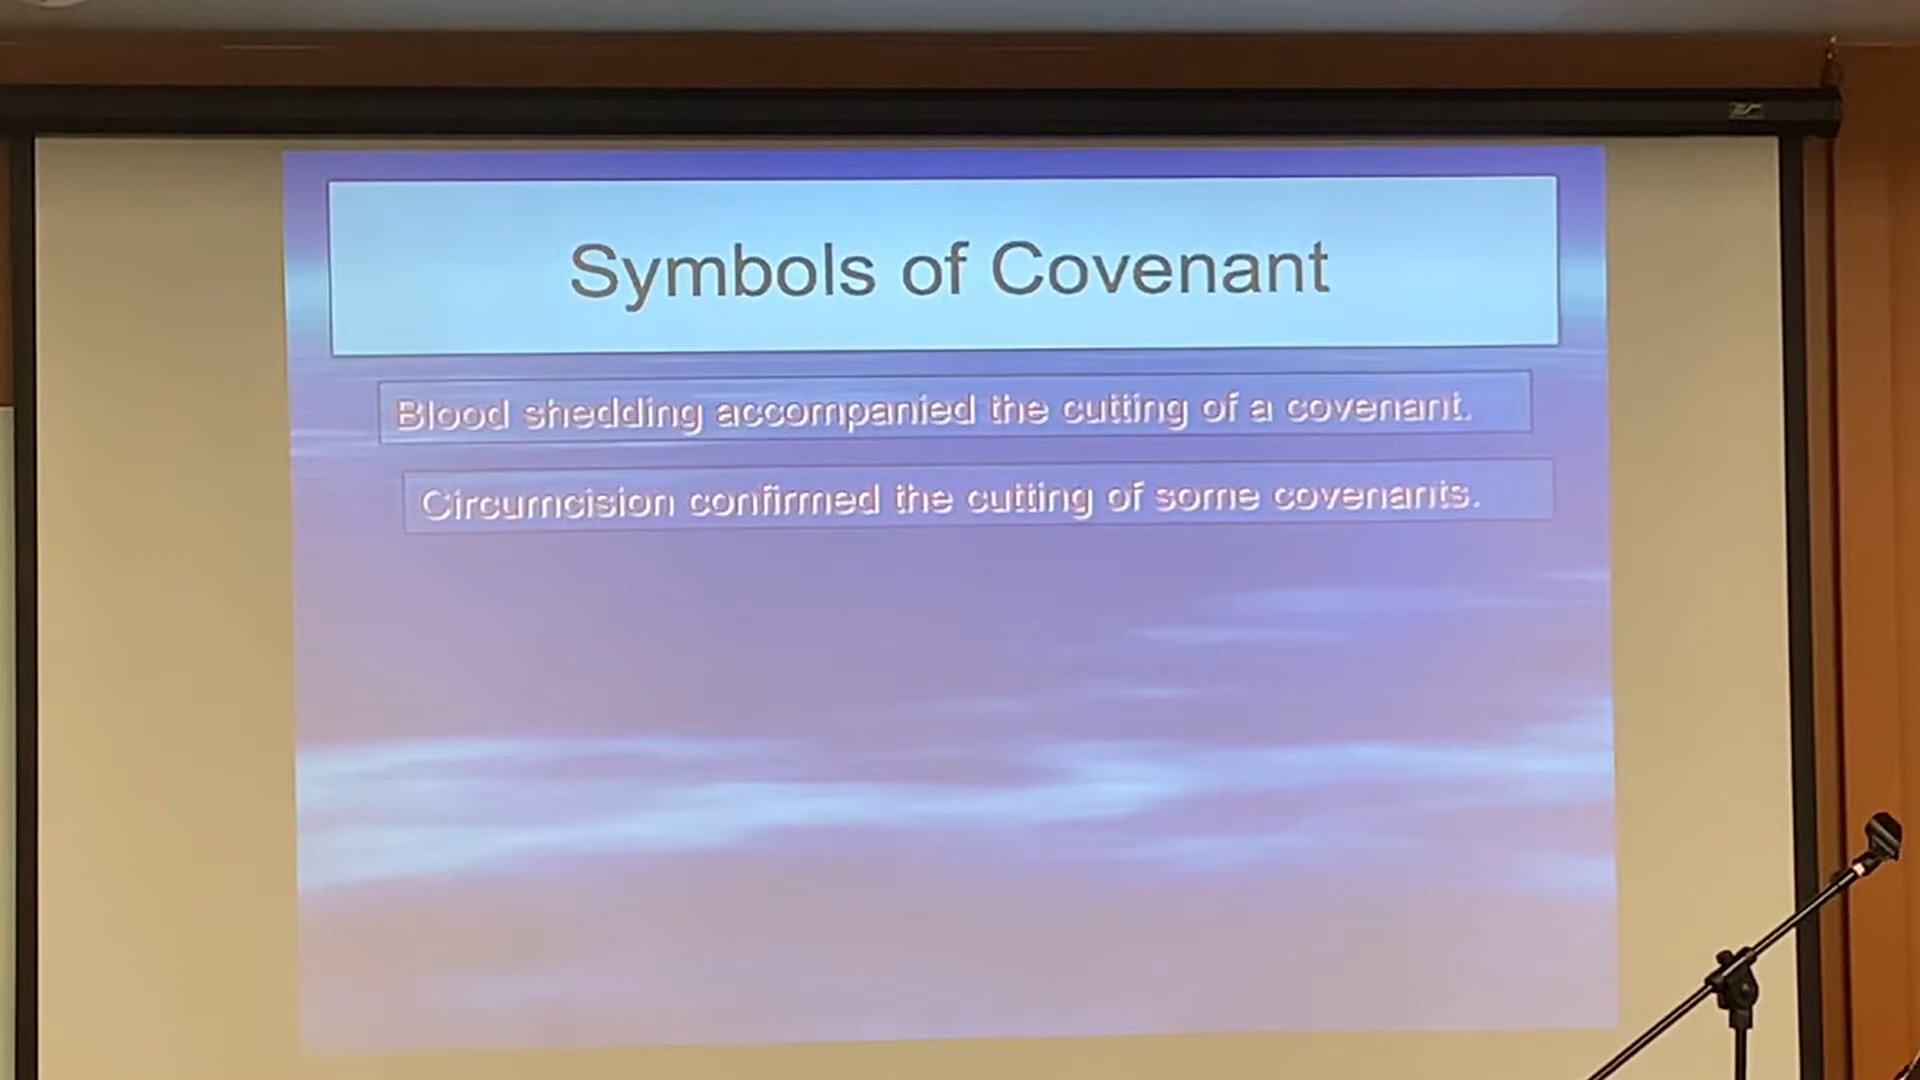 Symbols of Covenant
Blood shedding accompanied the cutting of a covenant.
Circumcision confirmed the cutting of some covenants.